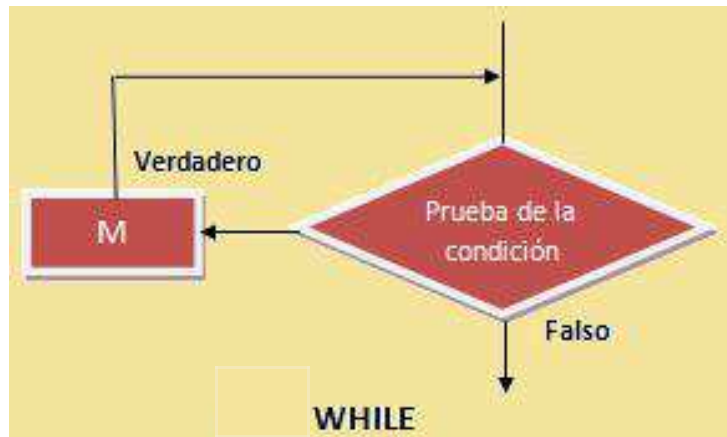 Verdadero
M
Prueba de la
condición
Falso
WHILE